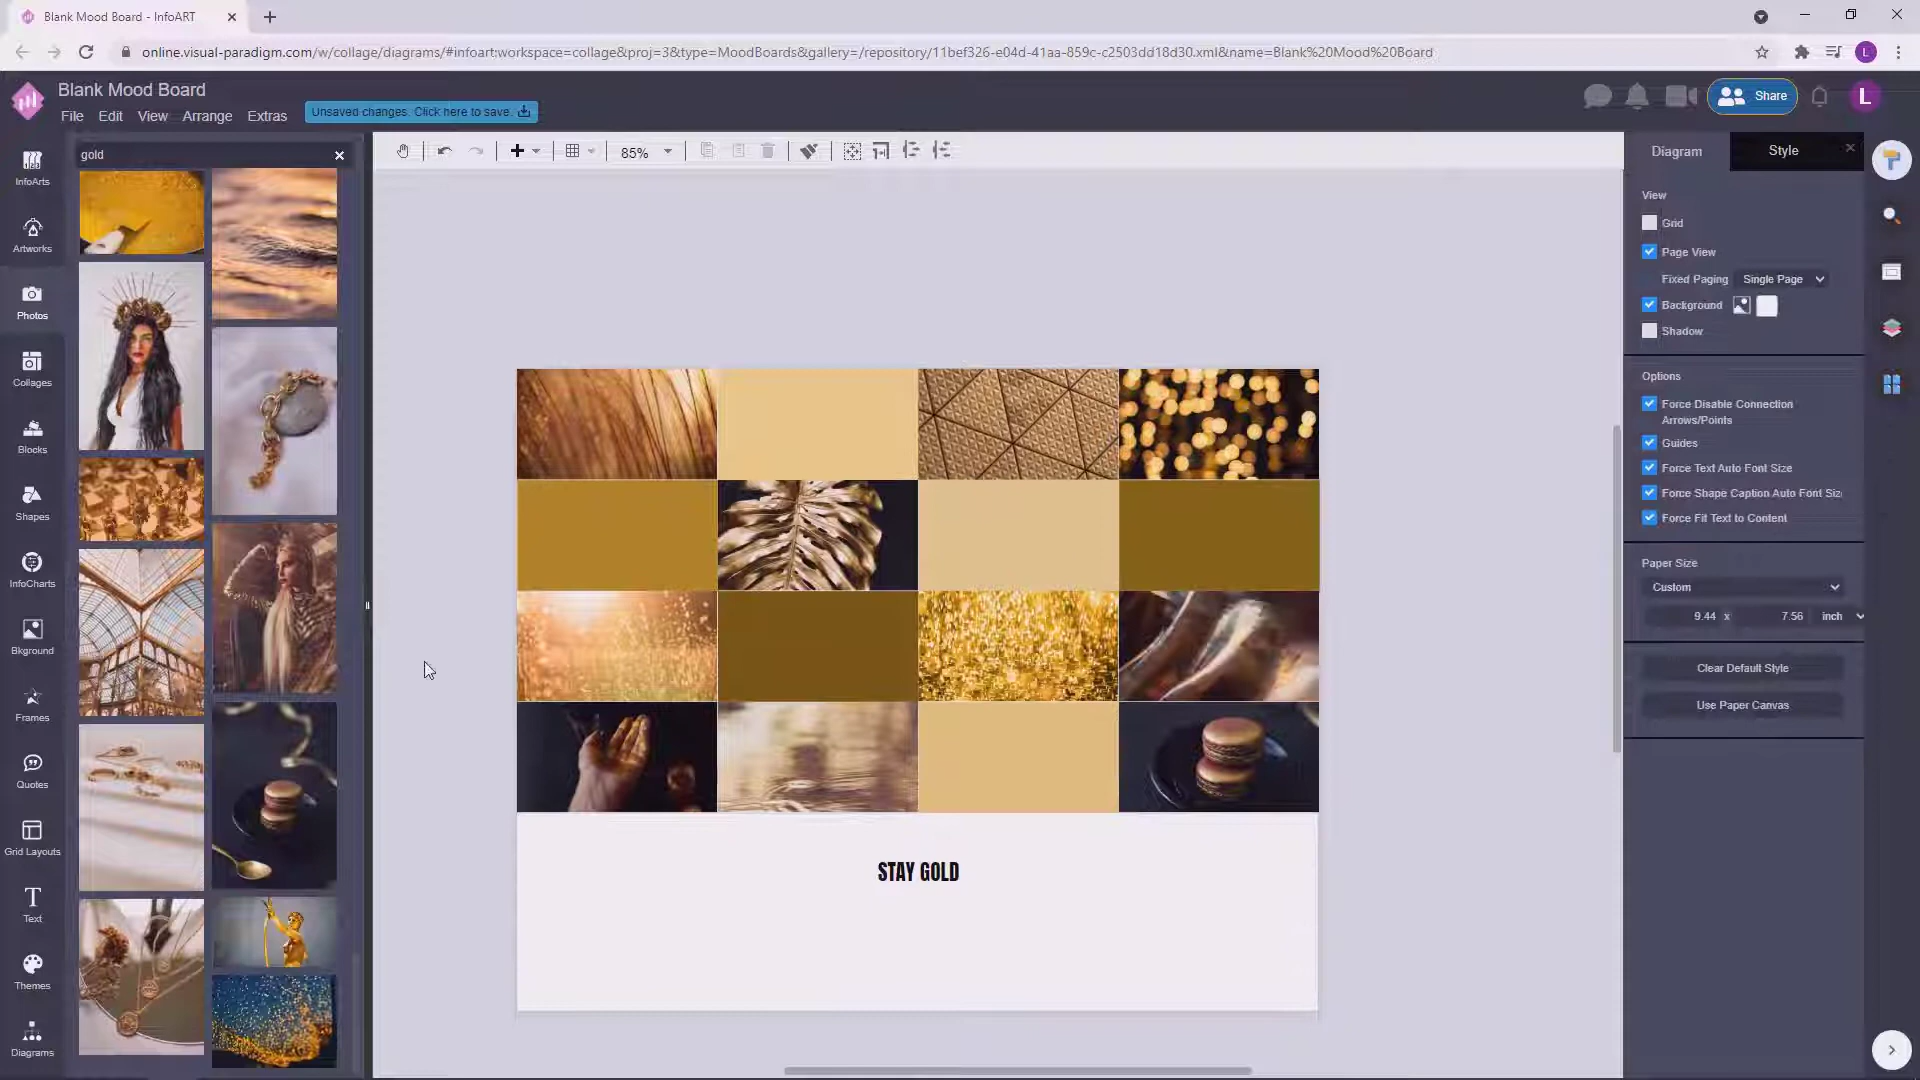 Blank Mood Board - InfoART
online.visual-paradigm.com/w/collage/diagrams/#infoart:workspace=collage&proj=3&type=MoodBoards&gallery=/repository/11bef326-e04d-41aa-859c-c2503dd18d30.xml&name=Blank%20Mood%20Board
L
Blank Mood Board
File Edit View Arrange Extras
Unsaved changes. Click here to save.
Share
L
gold
85%
InfoArts
Artworks
Photos
Collages
Blocks
Shapes
InfoCharts
Bkground
Frames
Quotes
Grid Layouts
Text
Themes
Diagrams
STAY GOLD
Diagram
Style
View
Grid
Page View
Fixed Paging Single Page
Background
Shadow
Options
Force Disable Connection
Arrows/Points
Guides
Force Text Auto Font Size
Force Shape Caption Auto Font Siz
Force Fit Text to Content
Paper Size
Custom
9.44 x 7.56 inch
Clear Default Style
Use Paper Canvas